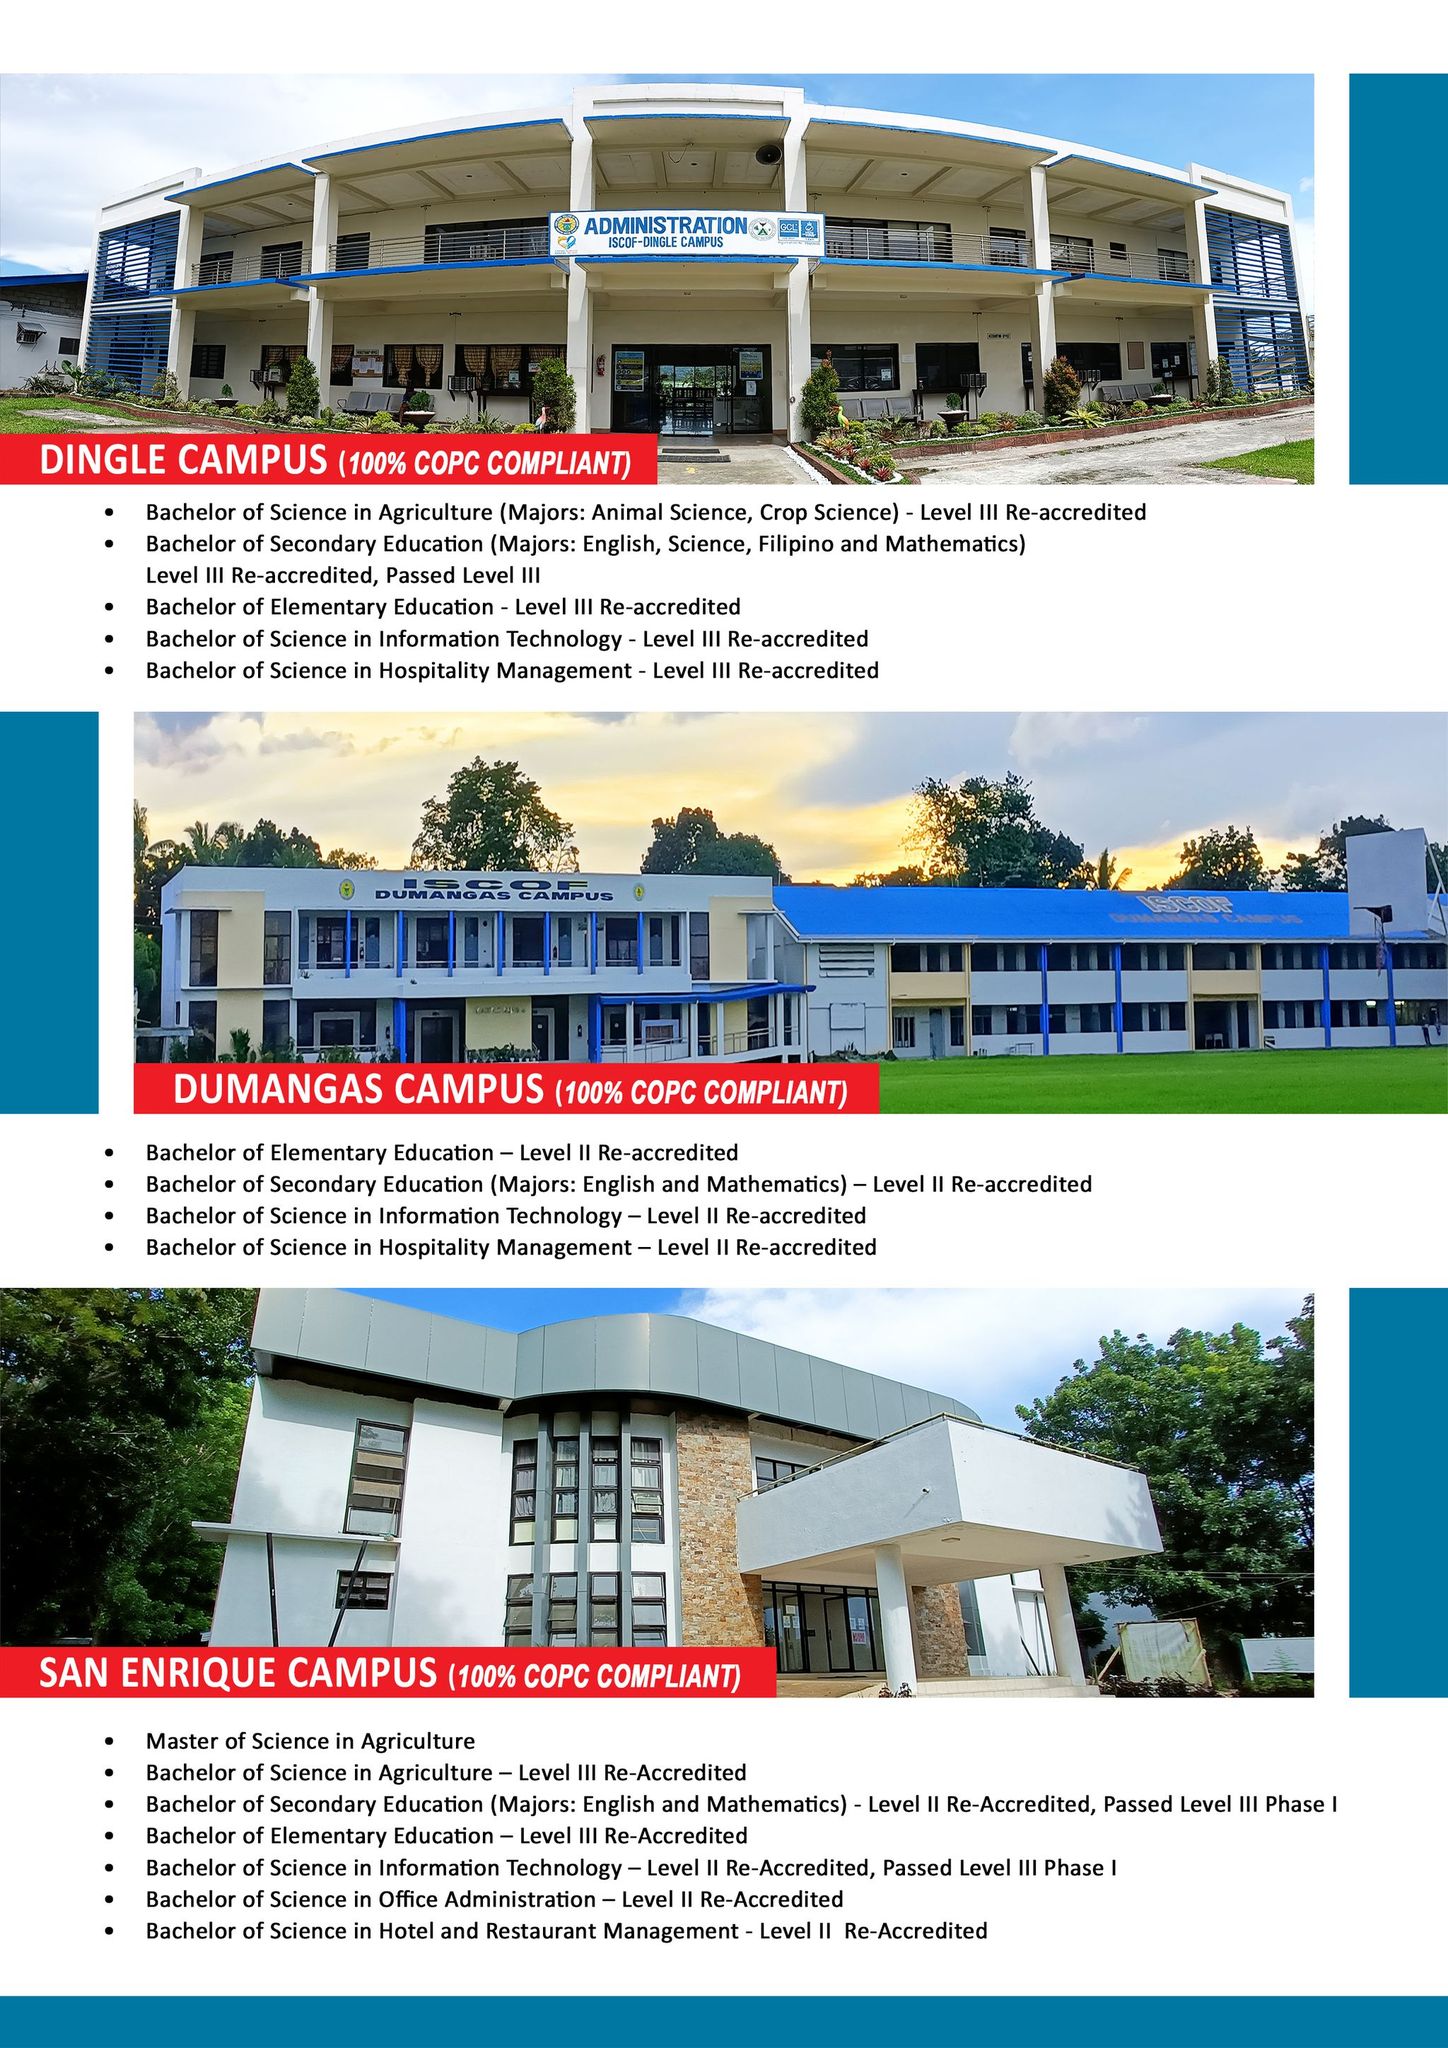 ADMINISTRATION
ISCOF-DINGLE CAMPUS
GCL
DINGLE CAMPUS (100% COPC COMPLIANT)
• Bachelor of Science in Agriculture (Majors: Animal Science, Crop Science) - Level III Re-accredited
• Bachelor of Secondary Education (Majors: English, Science, Filipino and Mathematics)
Level III Re-accredited, Passed Level III
• Bachelor of Elementary Education - Level III Re-accredited
• Bachelor of Science in Information Technology - Level III Re-accredited
• Bachelor of Science in Hospitality Management - Level III Re-accredited
ISCOF
DUMANGAS CAMPUS
ISCOF
DUMANGAS CAMPUS
DUMANGAS CAMPUS (100% COPC COMPLIANT)
• Bachelor of Elementary Education – Level II Re-accredited
• Bachelor of Secondary Education (Majors: English and Mathematics) – Level II Re-accredited
• Bachelor of Science in Information Technology – Level II Re-accredited
• Bachelor of Science in Hospitality Management – Level II Re-accredited
SAN ENRIQUE CAMPUS (100% COPC COMPLIANT)
• Master of Science in Agriculture
• Bachelor of Science in Agriculture – Level III Re-Accredited
• Bachelor of Secondary Education (Majors: English and Mathematics) - Level II Re-Accredited, Passed Level III Phase I
• Bachelor of Elementary Education – Level III Re-Accredited
• Bachelor of Science in Information Technology – Level II Re-Accredited, Passed Level III Phase I
• Bachelor of Science in Office Administration – Level II Re-Accredited
• Bachelor of Science in Hotel and Restaurant Management - Level II Re-Accredited